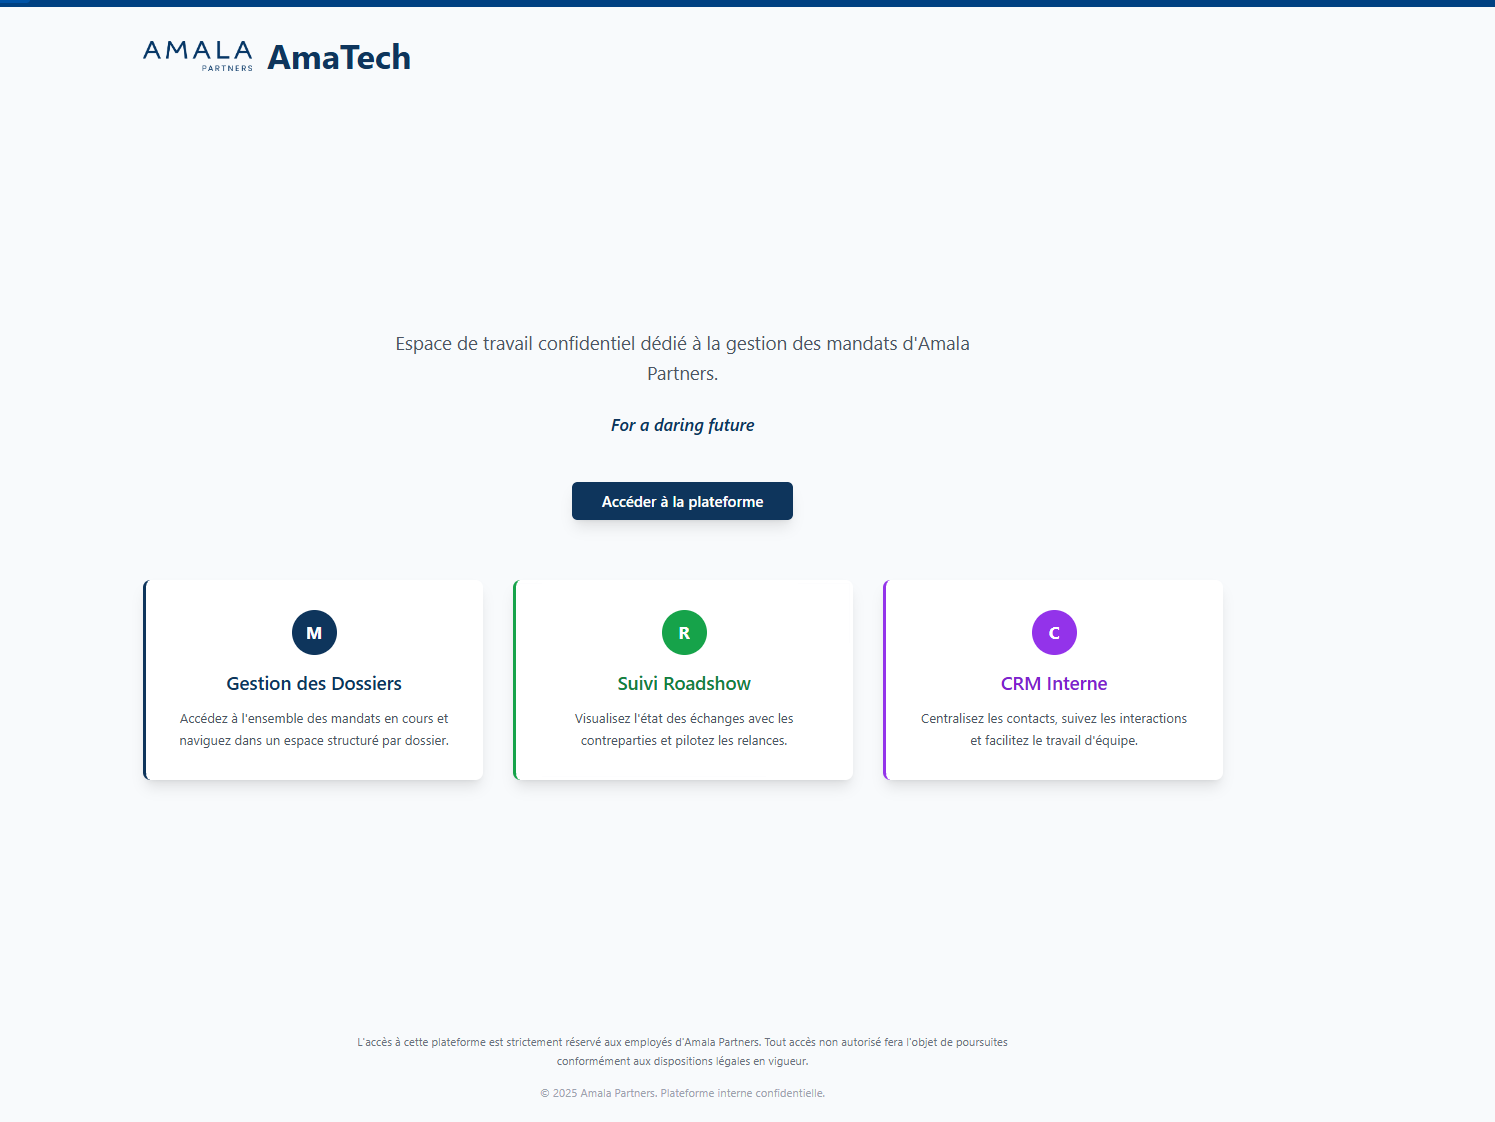 AMALA
PARTNERS
AmaTech
Espace de travail confidentiel dédié à la gestion des mandats d'Amala
Partners.
For a daring future
Accéder à la plateforme
M
Gestion des Dossiers
Accédez à l'ensemble des mandats en cours et
naviguez dans un espace structuré par dossier.
R
Suivi Roadshow
Visualisez l'état des échanges avec les
contreparties et pilotez les relances.
C
CRM Interne
Centralisez les contacts, suivez les interactions
et facilitez le travail d'équipe.
L'accès à cette plateforme est strictement réservé aux employés d'Amala Partners. Tout accès non autorisé fera l'objet de poursuites
conformément aux dispositions légales en vigueur.
© 2025 Amala Partners. Plateforme interne confidentielle.